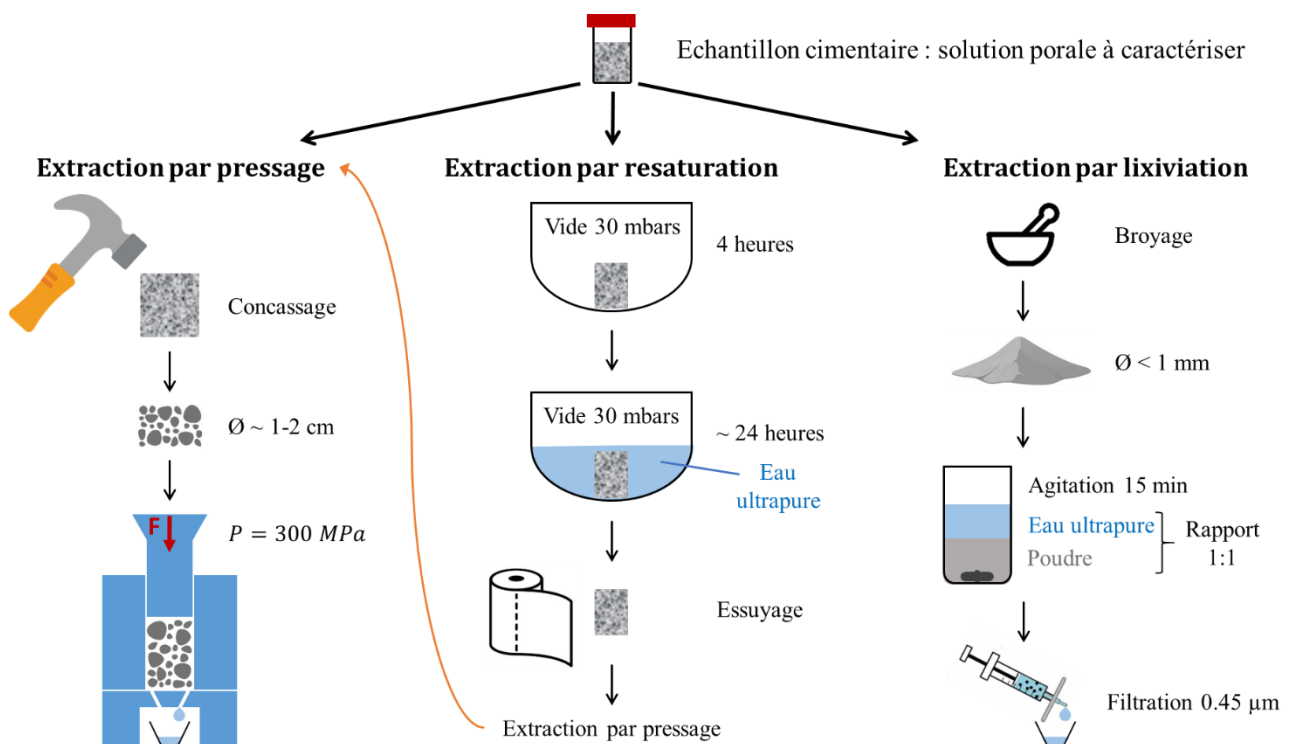 Echantillon cimentaire : solution porale à caractériser
Extraction par pressage
Concassage
Ø ~ 1-2 cm
F
P = 300 MPa
Extraction par resaturation
Vide 30 mbars
4 heures
Vide 30 mbars
~ 24 heures
Eau
ultrapure
Essuyage
Extraction par pressage
Extraction par lixiviation
Broyage
Ø < 1 mm
Agitation 15 min
Eau ultrapure
Poudre
Rapport
1:1
Filtration 0.45 µm